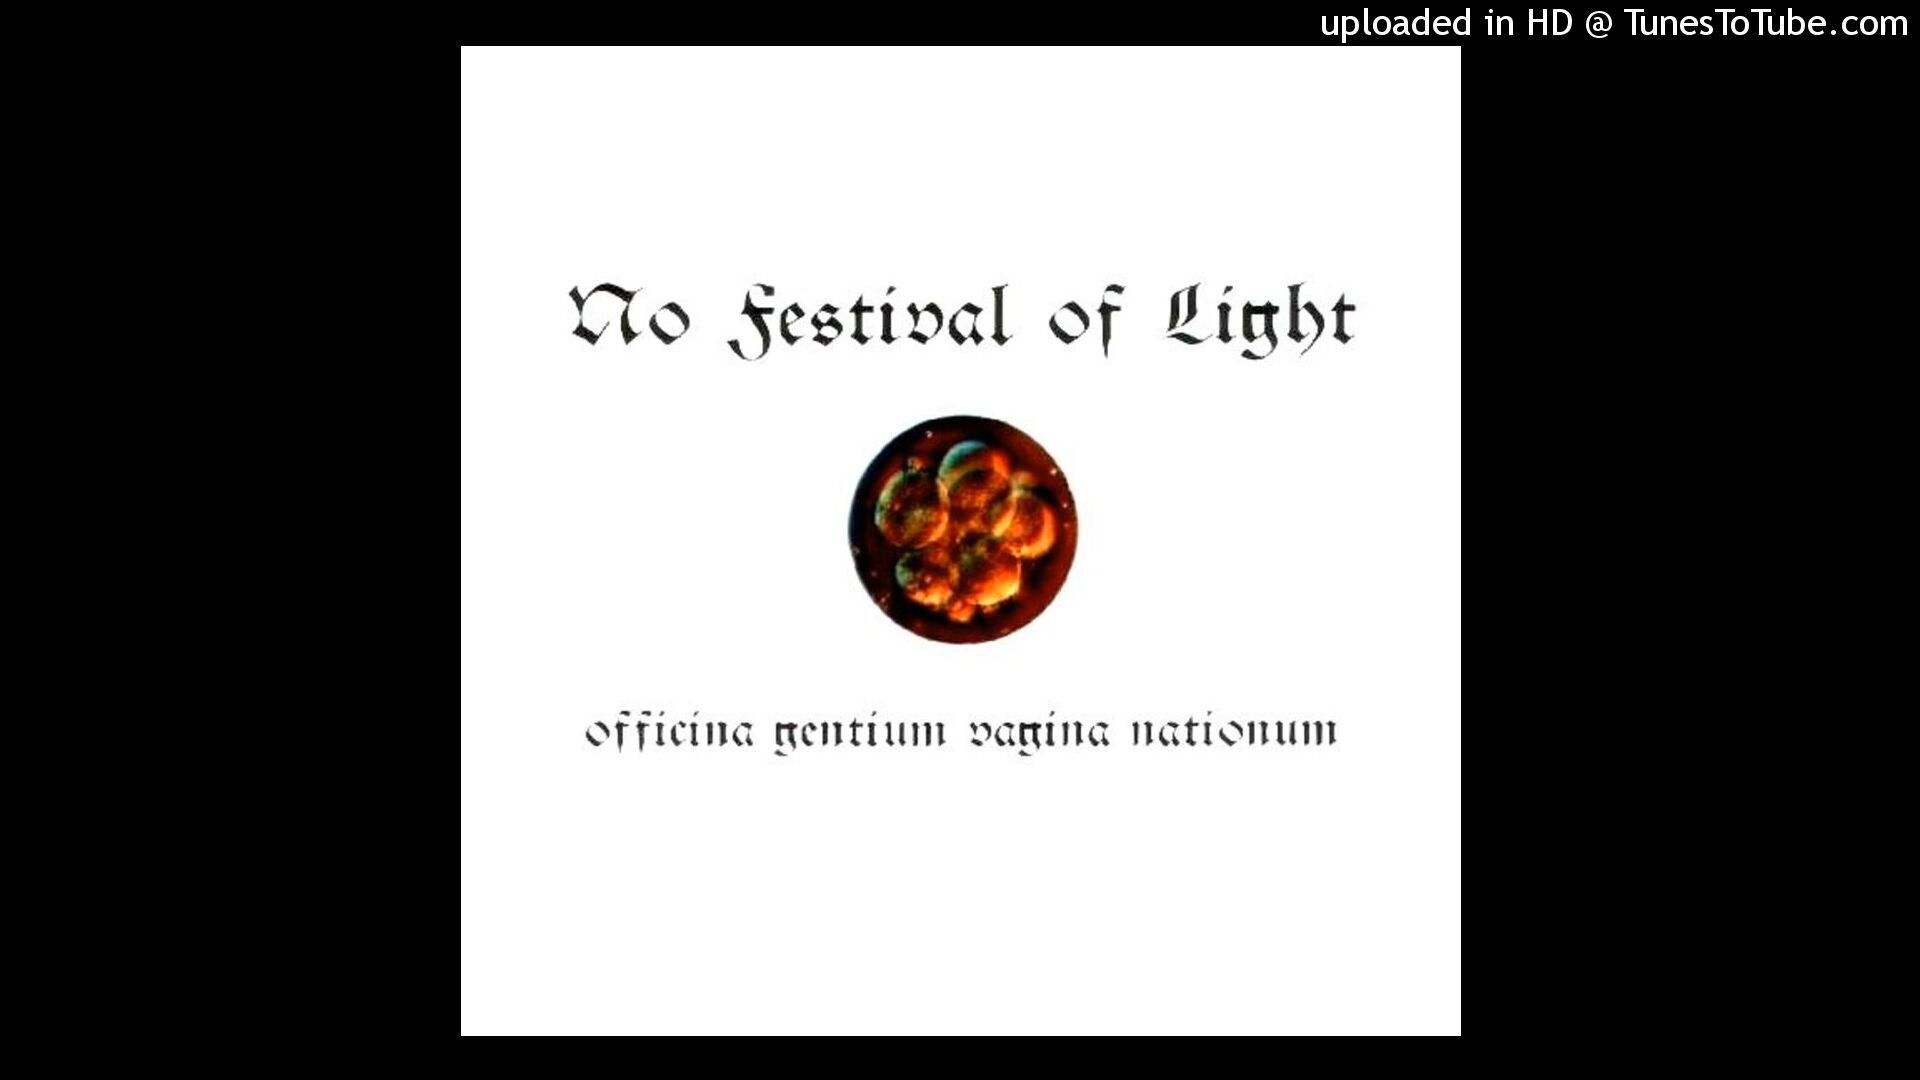 uploaded in HD @ TunesToTube.com
No Festival of Light
officina gentium vagina nationum